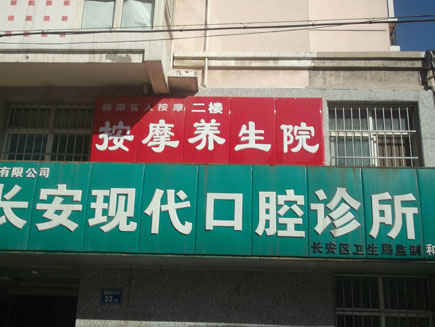 盛康盲人按摩 二楼
按摩养生院
有限公司
长安现代口腔诊所
长安区卫生局监制
33